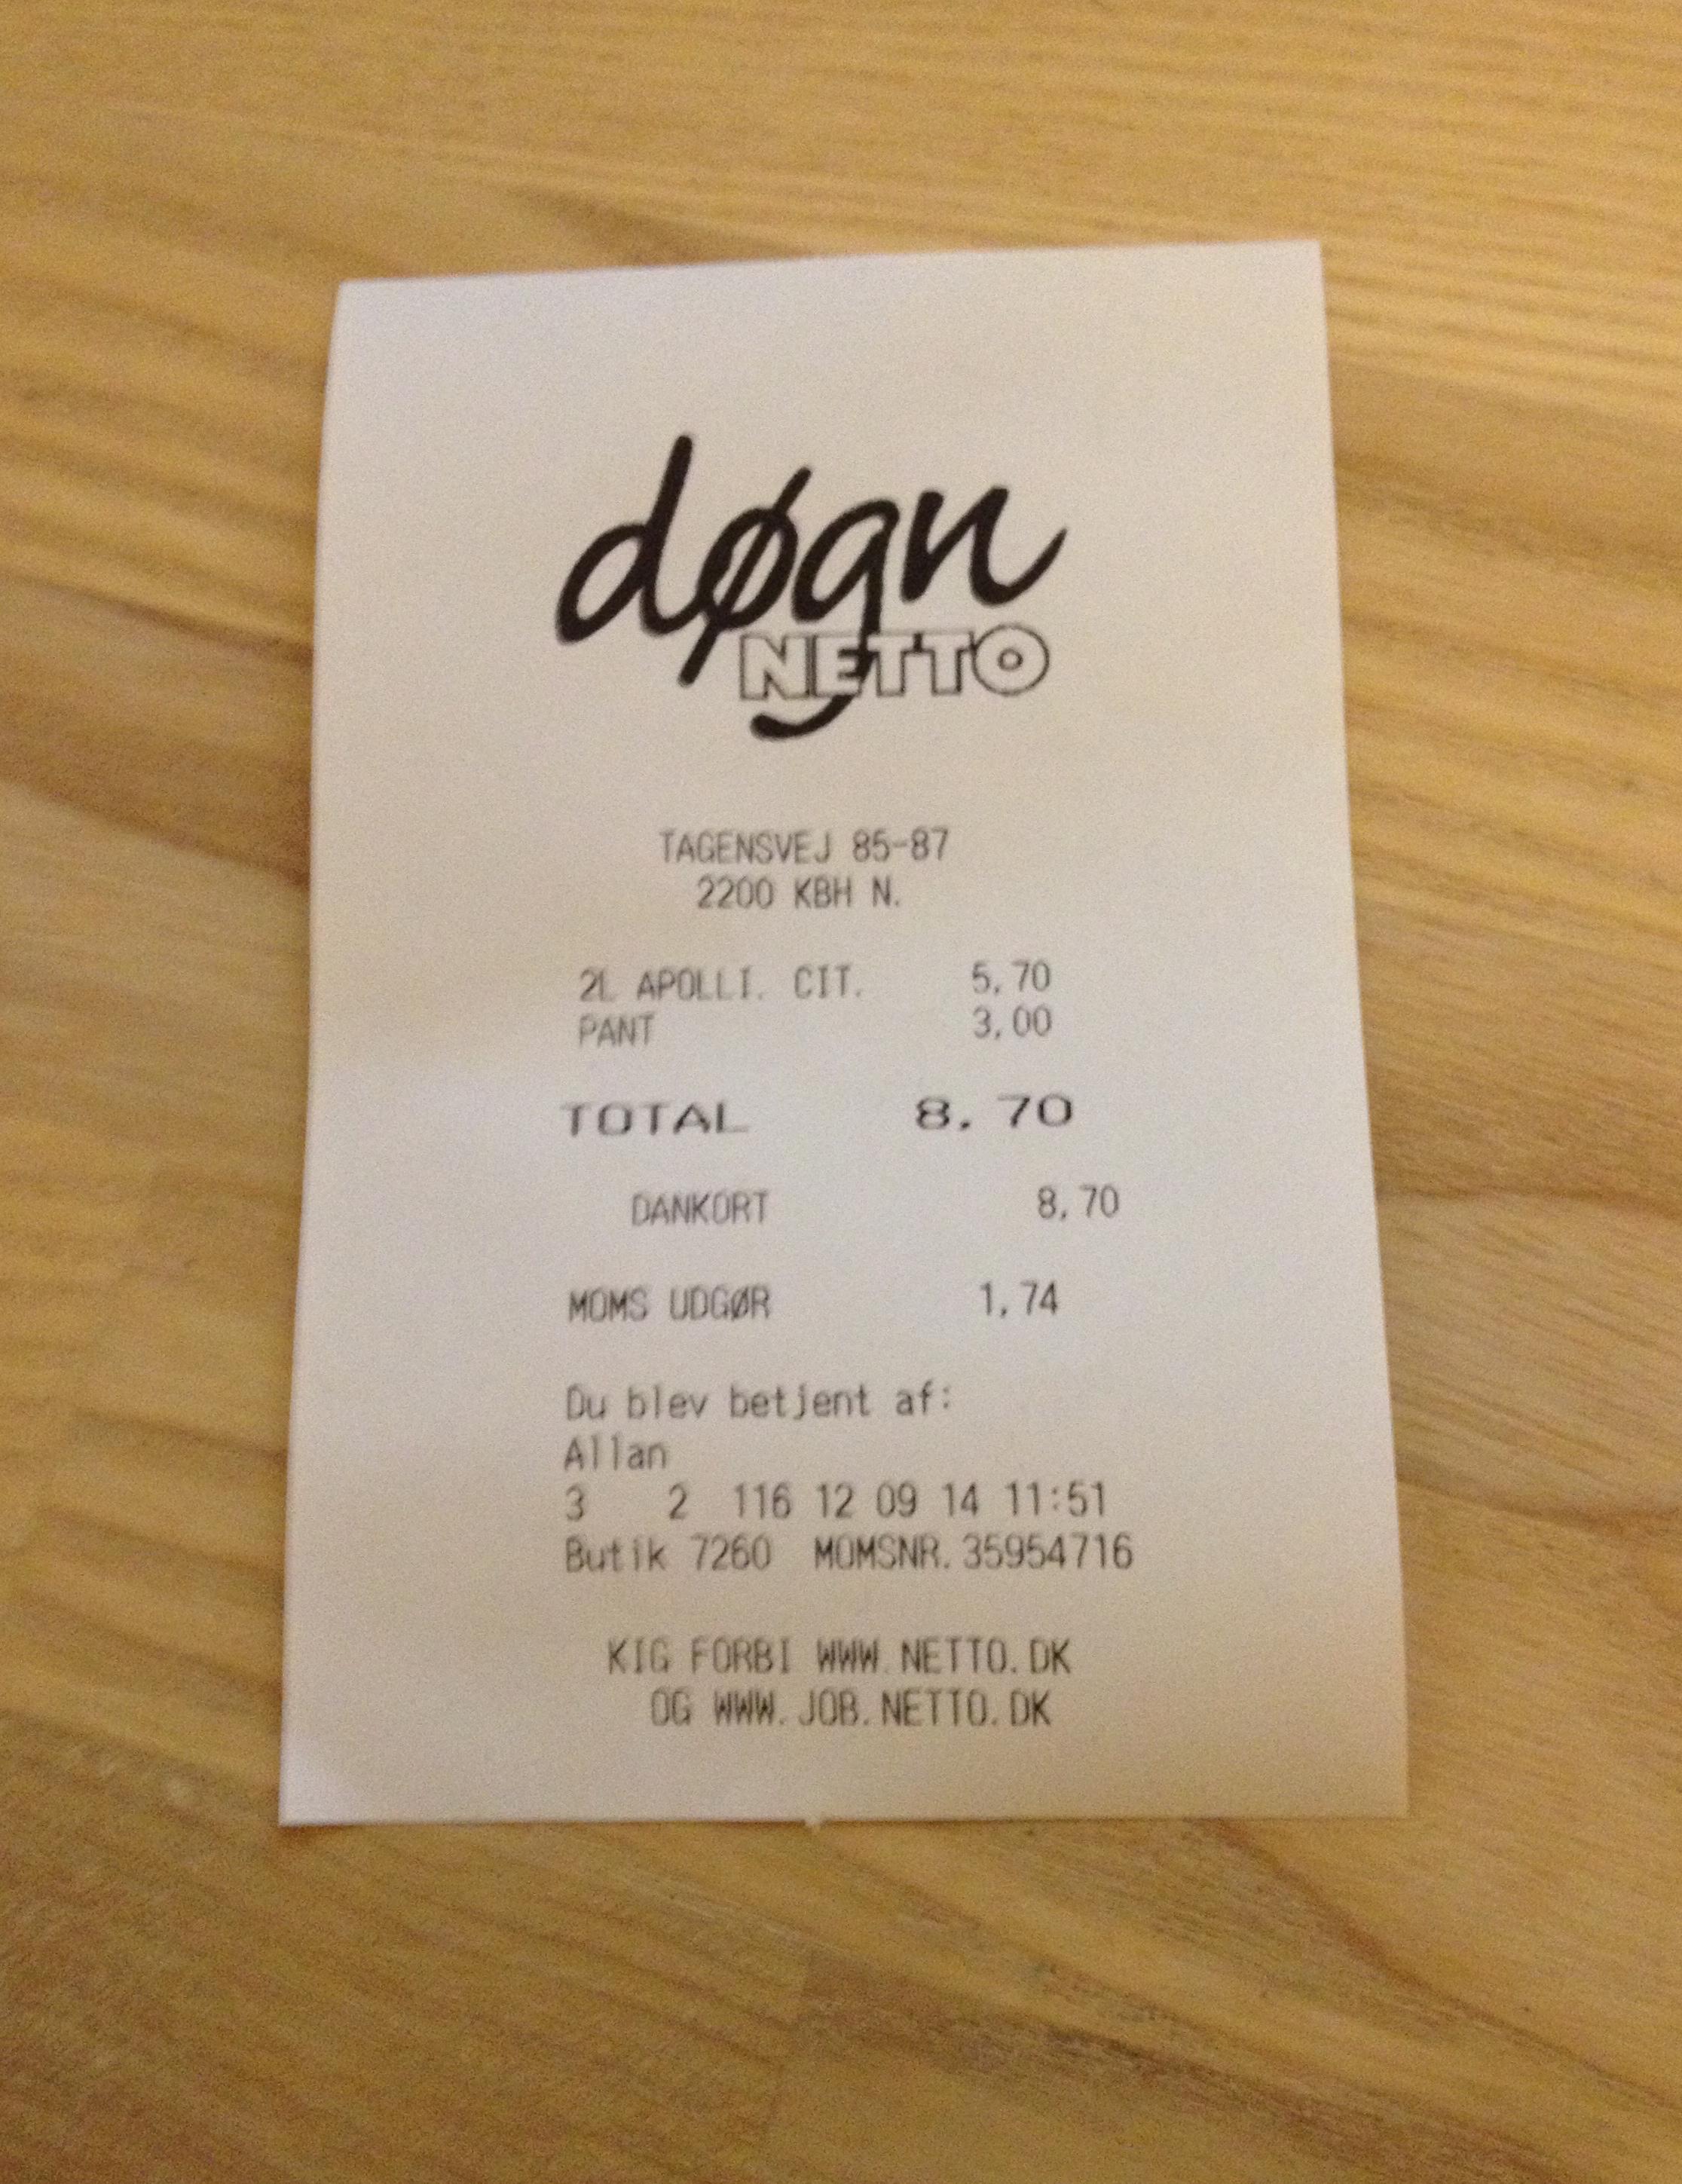 døgn
NETTO
TAGENSVEJ 85-87
2200 KBH N.
2L APOLLI. CIT. 5,70
PANT 3,00
TOTAL 8,70
DANKORT 8,70
MOMS UDGØR 1,74
Du blev betjent af:
Allan
3 2 116 12 09 14 11:51
Butik 7260 MOMSNR.35954716
KIG FORBI WWW.NETTO.DK
OG WWW.JOB.NETTO.DK